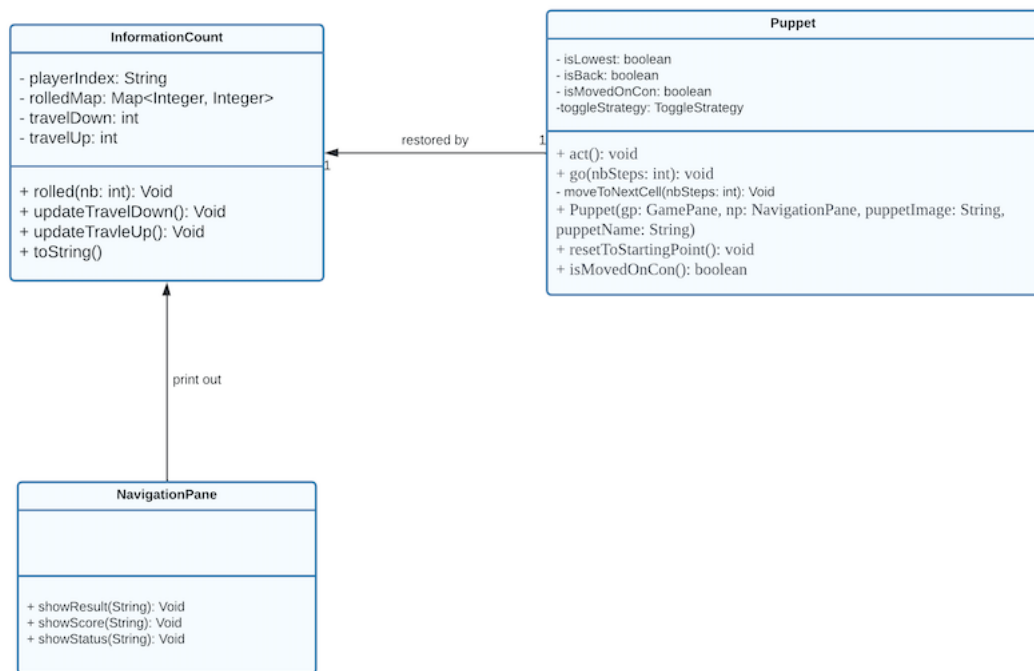 InformationCount
- playerIndex: String
- rolledMap: Map<Integer, Integer>
- travelDown: int
- travelUp: int
+ rolled(nb: int): Void
+ updateTravelDown(): Void
+ updateTravleUp(): Void
+ toString()
restored by
1
1
Puppet
- isLowest: boolean
- isBack: boolean
- isMovedOnCon: boolean
-toggleStrategy: ToggleStrategy
+ act(): void
+ go(nbSteps: int): void
- moveToNextCell(nbSteps: int): Void
+ Puppet(gp: GamePane, np: NavigationPane, puppetImage: String,
puppetName: String)
+ resetToStartingPoint(): void
+ isMovedOnCon(): boolean
print out
NavigationPane
+ showResult(String): Void
+ showScore(String): Void
+ showStatus(String): Void